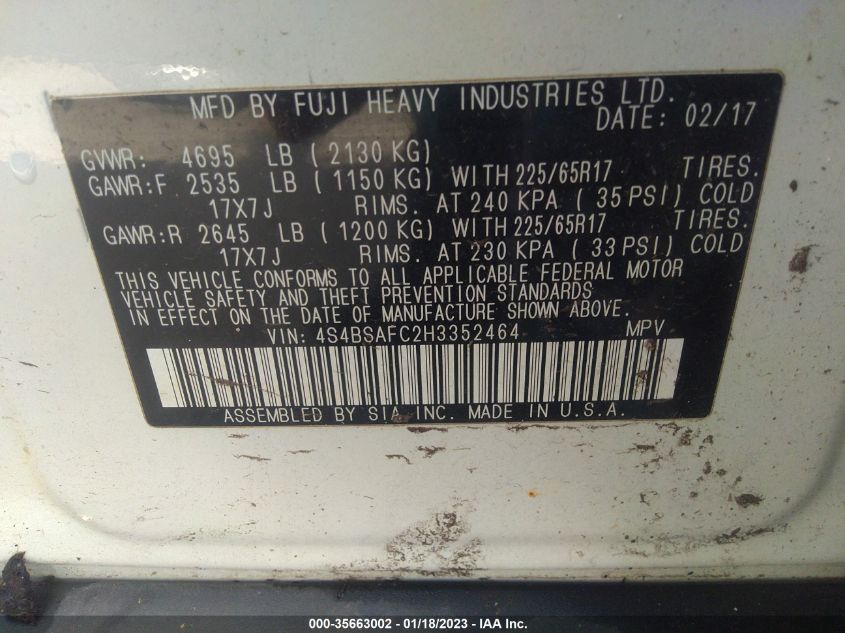 MFD BY FUJI HEAVY INDUSTRIES LTD.
DATE: 02/17
GVWR: 4695 LB ( 2130 KG)
GAWR:F 2535 LB ( 1150 KG) WITH 225/65R17 TIRES.
17X7J RIMS. AT 240 KPA ( 35 PSI) COLD
GAWR:R 2645 LB ( 1200 KG) WITH 225/65R17 TIRES.
17X7J RIMS. AT 230 KPA ( 33 PSI) COLD
THIS VEHICLE CONFORMS TO ALL APPLICABLE FEDERAL MOTOR
VEHICLE SAFETY AND THEFT PREVENTION STANDARDS
IN EFFECT ON THE DATE OF MANUFACTURE SHOWN ABOVE.
VIN: 4S4BSAFC2H3352464 MPV
ASSEMBLED BY SIA INC. MADE IN U.S.A.
000-35663002 - 01/18/2023 - IAA Inc.